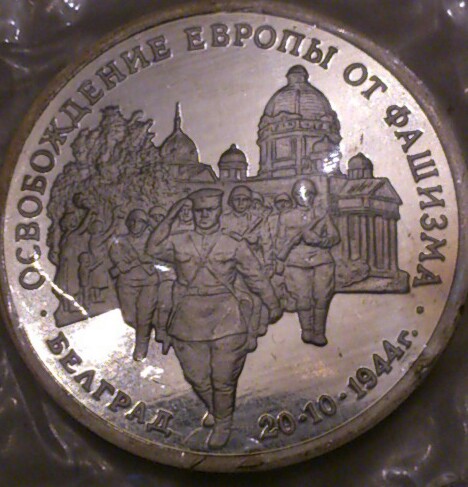 ОСВОБОЖДЕНИЕ ЕВРОПЫ ОТ ФАШИЗМА
БЕЛГРАД 20·10·1944г.